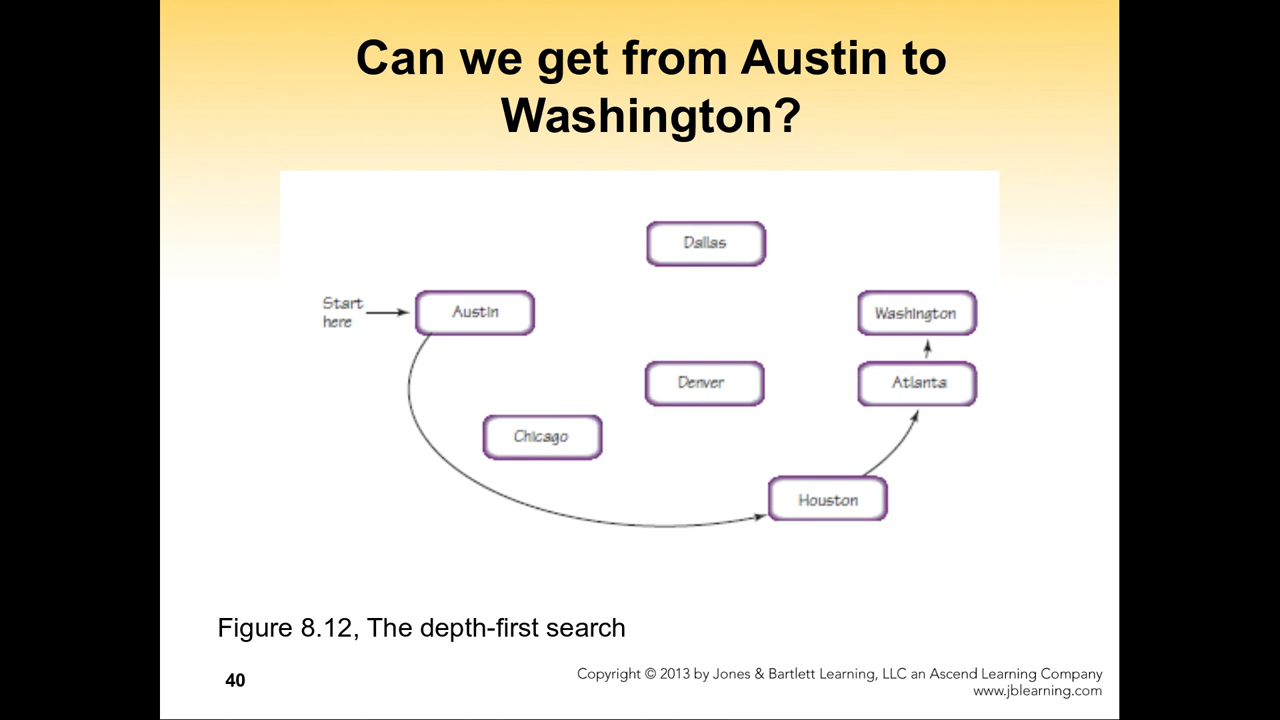 Can we get from Austin to
Washington?
Dallas
Start
here
Austin
Washington
Denver
Atlanta
Chicago
Houston
Figure 8.12, The depth-first search
40
Copyright © 2013 by Jones & Bartlett Learning, LLC an Ascend Learning Company
www.jblearning.com